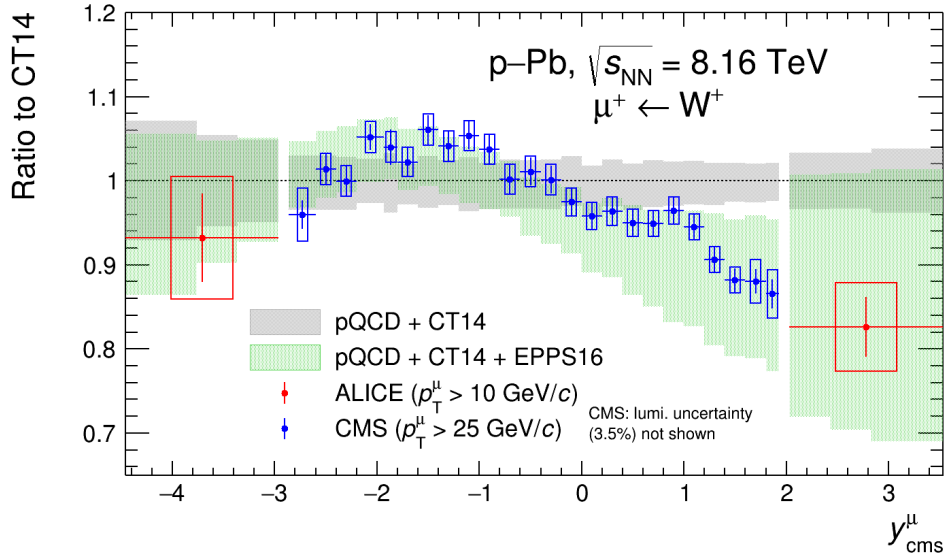 Ratio to CT14
1.2
1.1
1
0.9
0.8
0.7
p–Pb, √sNN = 8.16 TeV
μ+ ← W+
pQCD + CT14
pQCD + CT14 + EPPS16
ALICE (pTμ > 10 GeV/c)
CMS (pTμ > 25 GeV/c)
CMS: lumi. uncertainty
(3.5%) not shown
−4 −3 −2 −1 0 1 2 3
yμcms